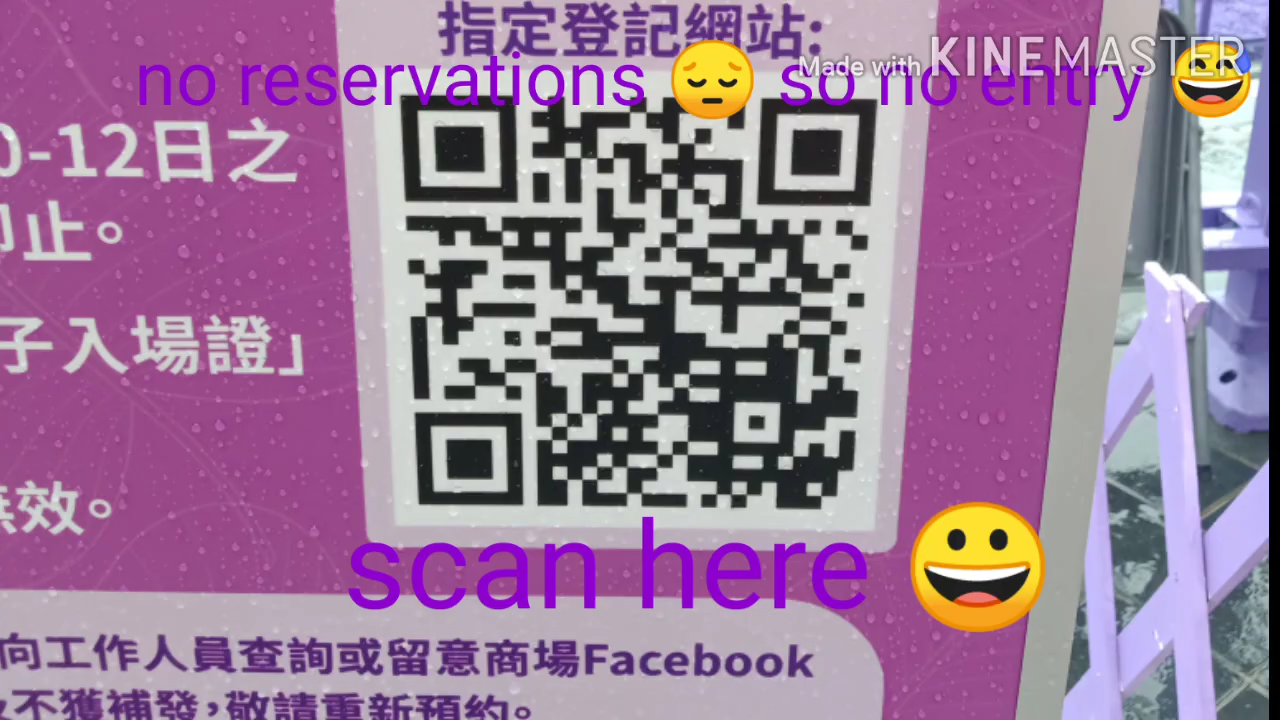 指定登記網站:
no reservations 😔 so no entry 😅
Made with KINEMASTER
0-12日之
即止。
子入場證」
無效。
scan here 😀
向工作人員查詢或留意商場Facebook
不獲補發,敬請重新預約。